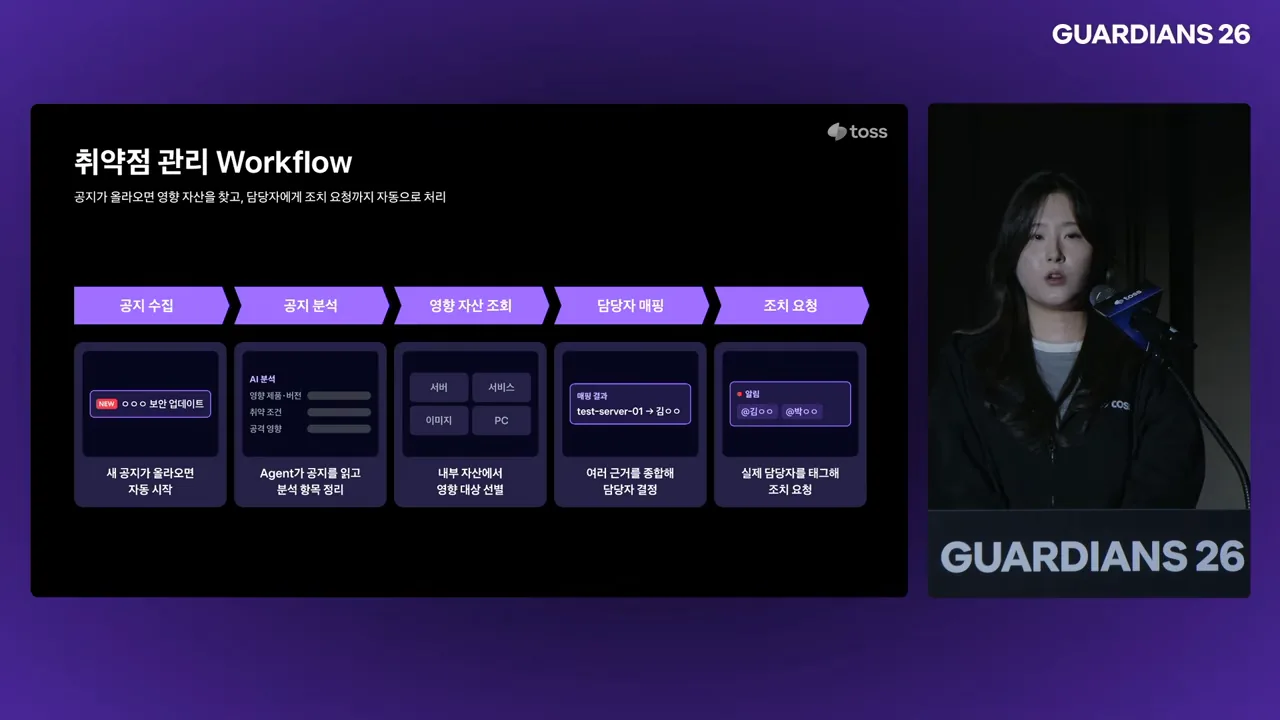 GUARDIANS 26
toss
취약점 관리 Workflow
공지가 올라오면 영향 자산을 찾고, 담당자에게 조치 요청까지 자동으로 처리
공지 수집
공지 분석
영향 자산 조회
담당자 매핑
조치 요청
NEW ㅇㅇㅇ 보안 업데이트
새 공지가 올라오면
자동 시작
AI 분석
영향 제품·버전
취약 조건
공격 영향
Agent가 공지를 읽고
분석 항목 정리
서버
서비스
이미지
PC
내부 자산에서
영향 대상 선별
매핑 결과
test-server-01 → 김ㅇㅇ
여러 근거를 종합해
담당자 결정
알림
@김ㅇㅇ @박ㅇㅇ
실제 담당자를 태그해
조치 요청
toss
GUARDIANS 26